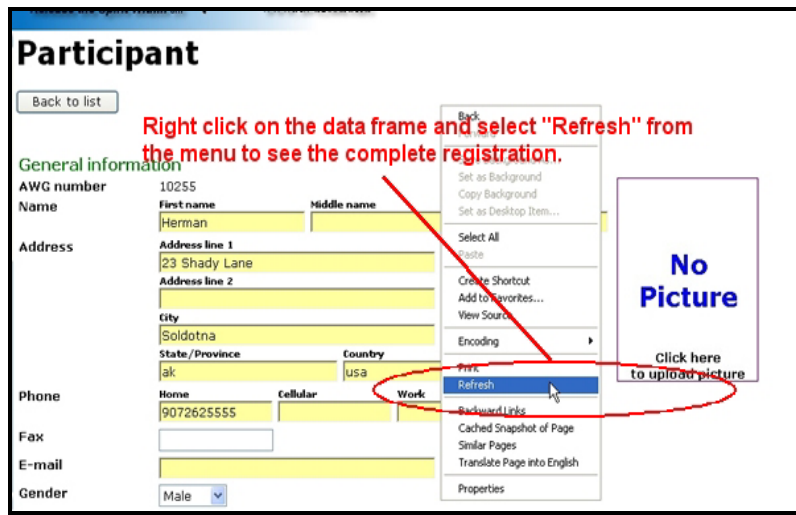 Participant
Back to list
Right click on the data frame and select "Refresh" from
the menu to see the complete registration.
General information
AWG number 10255
Name First name Middle name
Herman
Address Address line 1
23 Shady Lane
Address line 2
City
Soldotna
State/Province Country
ak usa
Phone Home Cellular Work
9072625555
Fax
E-mail
Gender Male
Back
Set as Background
Copy Background
Set as Desktop Item...
Select All
Paste
Create Shortcut
Add to Favorites...
View Source
Encoding
Print
Refresh
Backward Links
Cached Snapshot of Page
Similar Pages
Translate Page into English
Properties
No
Picture
Click here
to upload picture